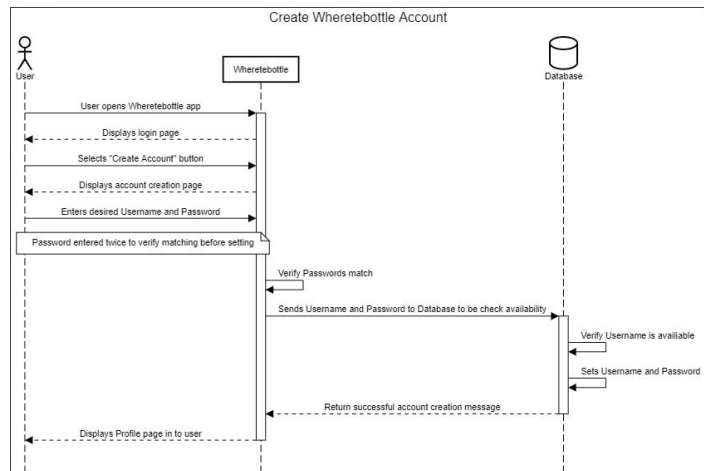 Create Wheretebottle Account
User
Wheretebottle
Database
User opens Wheretebottle app
Displays login page
Selects "Create Account" button
Displays account creation page
Enters desired Username and Password
Password entered twice to verify matching before setting
Verify Passwords match
Sends Username and Password to Database to be check availability
Verify Username is availiable
Sets Username and Password
Return successful account creation message
Displays Profile page in to user